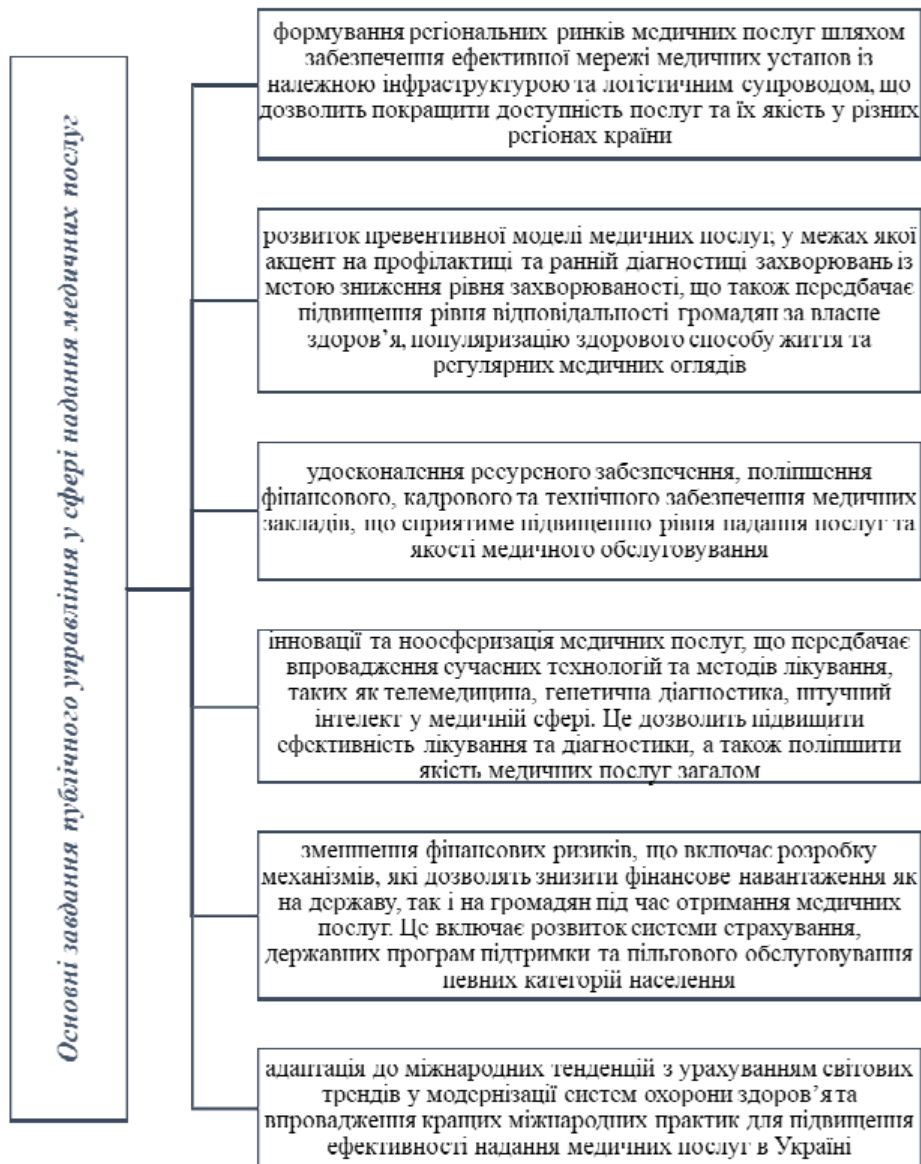 Основні завдання публічного управління у сфері надання медичних послуг
формування регіональних ринків медичних послуг шляхом
забезпечення ефективної мережі медичних установ із
належною інфраструктурою та логістичним супроводом, що
дозволить покращити доступність послуг та їх якість у різних
регіонах країни
розвиток превентивної моделі медичних послуг, у межах якої
акцент на профілактиці та ранній діагностиці захворювань із
метою зниження рівня захворюваності, що також передбачає
підвищення рівня відповідальності громадян за власне
здоров’я, популяризацію здорового способу життя та
регулярних медичних оглядів
удосконалення ресурсного забезпечення, поліпшення
фінансового, кадрового та технічного забезпечення медичних
закладів, що сприятиме підвищенню рівня надання послуг та
якості медичного обслуговування
інновації та ноосферизація медичних послуг, що передбачає
впровадження сучасних технологій та методів лікування,
таких як телемедицина, генетична діагностика, штучний
інтелект у медичній сфері. Це дозволить підвищити
ефективність лікування та діагностики, а також поліпшити
якість медичних послуг загалом
зменшення фінансових ризиків, що включає розробку
механізмів, які дозволять знизити фінансове навантаження як
на державу, так і на громадян під час отримання медичних
послуг. Це включає розвиток системи страхування,
державних програм підтримки та пільгового обслуговування
певних категорій населення
адаптація до міжнародних тенденцій з урахуванням світових
трендів у модернізації систем охорони здоров’я та
впровадження кращих міжнародних практик для підвищення
ефективності надання медичних послуг в Україні